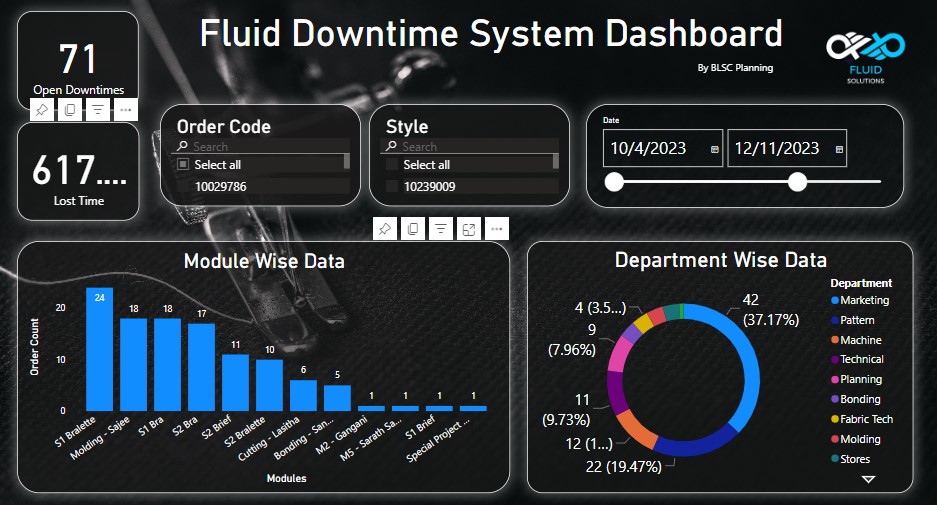 Fluid Downtime System Dashboard
By BLSC Planning
FLUID
SOLUTIONS
71
Open Downtimes
617....
Lost Time
Order Code
Search
Select all
10029786
Style
Search
Select all
10239009
Date
10/4/2023
12/11/2023
Module Wise Data
Order Count
20
10
0
24
18
18
17
11
10
6
5
1
1
1
1
S1 Bralette
Molding - Sajee
S1 Bra
S2 Bra
S2 Brief
S2 Bralette
Cutting - Lasitha
Bonding - San...
M2 - Gangani
M5 - Sarath Sa...
S1 Brief
Special Project ...
Modules
Department Wise Data
42
(37.17%)
22 (19.47%)
12 (1...)
11
(9.73%)
9
(7.96%)
4 (3.5...)
Department
Marketing
Pattern
Machine
Technical
Planning
Bonding
Fabric Tech
Molding
Stores